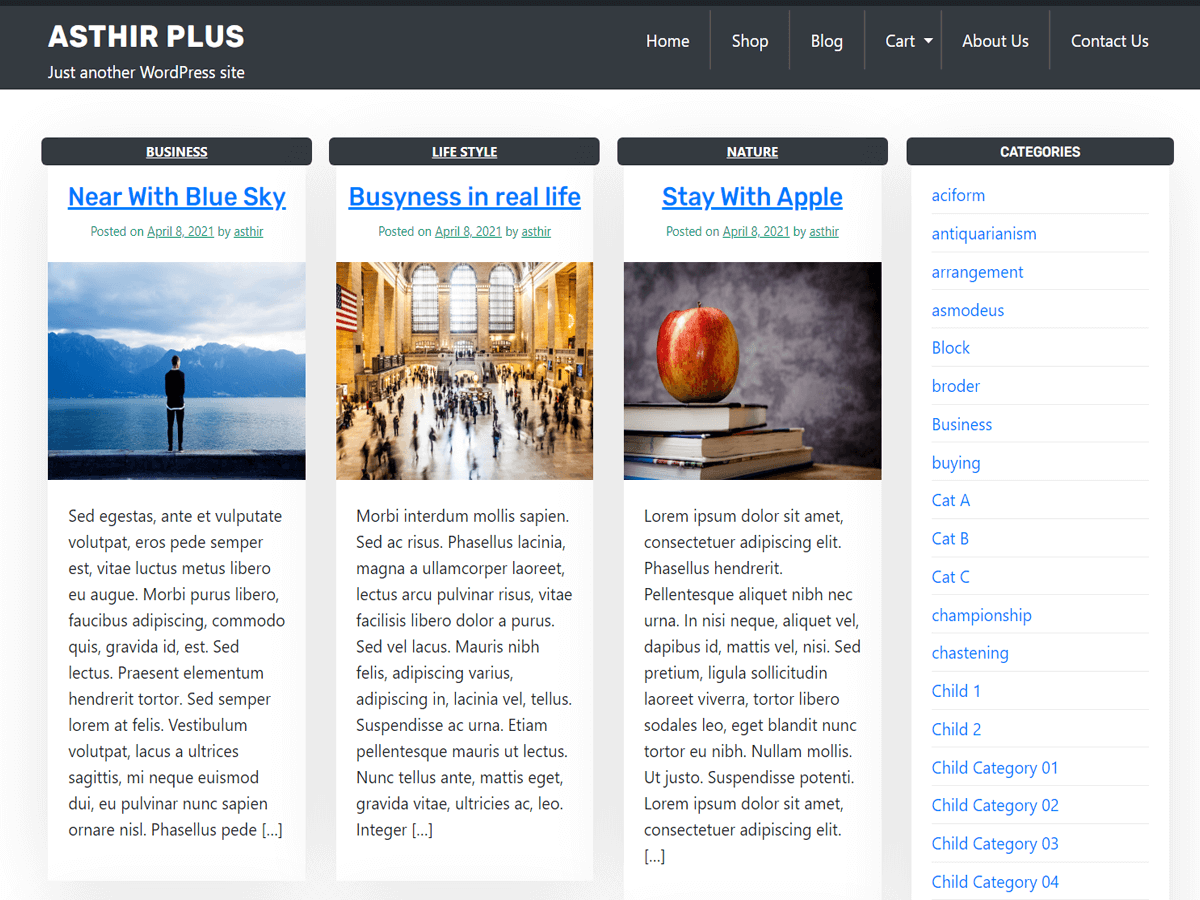 ASTHIR PLUS
Just another WordPress site
Home
Shop
Blog
Cart
About Us
Contact Us
BUSINESS
Near With Blue Sky
Posted on April 8, 2021 by asthir
Sed egestas, ante et vulputate
volutpat, eros pede semper
est, vitae luctus metus libero
eu augue. Morbi purus libero,
faucibus adipiscing, commodo
quis, gravida id, est. Sed
lectus. Praesent elementum
hendrerit tortor. Sed semper
lorem at felis. Vestibulum
volutpat, lacus a ultrices
sagittis, mi neque euismod
dui, eu pulvinar nunc sapien
ornare nisl. Phasellus pede [...]
LIFE STYLE
Busyness in real life
Posted on April 8, 2021 by asthir
Morbi interdum mollis sapien.
Sed ac risus. Phasellus lacinia,
magna a ullamcorper laoreet,
lectus arcu pulvinar risus, vitae
facilisis libero dolor a purus.
Sed vel lacus. Mauris nibh
felis, adipiscing varius,
adipiscing in, lacinia vel, tellus.
Suspendisse ac urna. Etiam
pellentesque mauris ut lectus.
Nunc tellus ante, mattis eget,
gravida vitae, ultricies ac, leo.
Integer [...]
NATURE
Stay With Apple
Posted on April 8, 2021 by asthir
Lorem ipsum dolor sit amet,
consectetuer adipiscing elit.
Phasellus hendrerit.
Pellentesque aliquet nibh nec
urna. In nisi neque, aliquet vel,
dapibus id, mattis vel, nisi. Sed
pretium, ligula sollicitudin
laoreet viverra, tortor libero
sodales leo, eget blandit nunc
tortor eu nibh. Nullam mollis.
Ut justo. Suspendisse potenti.
Lorem ipsum dolor sit amet,
consectetuer adipiscing elit.
[...]
CATEGORIES
aciform
antiquarianism
arrangement
asmodeus
Block
broder
Business
buying
Cat A
Cat B
Cat C
championship
chastening
Child 1
Child 2
Child Category 01
Child Category 02
Child Category 03
Child Category 04